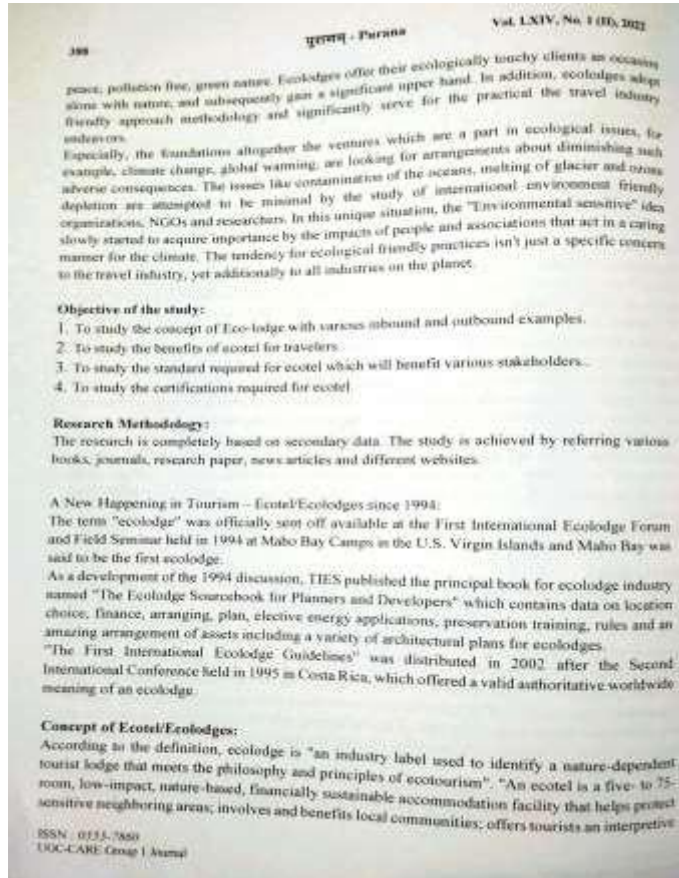 388
पुराणम् - Purana
Vol. LXIV, No. 1 (II), 2022
peace, pollution free, green nature. Ecolodges offer their ecologically touchy clients an occasion
alone with nature, and subsequently gain a significant upper hand. In addition, ecolodges adopt
friendly approach methodology and significantly serve for the practical the travel industry
endeavors.
Especially, the foundations altogether the ventures which are a part in ecological issues, for
example, climate change, global warming, are looking for arrangements about diminishing such
adverse consequences. The issues like contamination of the oceans, melting of glacier and ozone
depletion are attempted to be minimal by the study of international environment friendly
organizations, NGOs and researchers. In this unique situation, the "Environmental sensitive" idea
slowly started to acquire importance by the impacts of people and associations that act in a caring
manner for the climate. The tendency for ecological friendly practices isn't just a specific concern
to the travel industry, yet additionally to all industries on the planet.
Objective of the study:
1. To study the concept of Eco-lodge with various inbound and outbound examples.
2. To study the benefits of ecotel for travelers
3. To study the standard required for ecotel which will benefit various stakeholders..
4. To study the certifications required for ecotel
Research Methodology:
The research is completely based on secondary data. The study is achieved by referring various
books, journals, research paper, news articles and different websites.
A New Happening in Tourism – Ecotel/Ecolodges since 1994:
The term "ecolodge" was officially sent off available at the First International Ecolodge Forum
and Field Seminar held in 1994 at Maho Bay Camps in the U.S. Virgin Islands and Maho Bay was
said to be the first ecolodge.
As a development of the 1994 discussion, TIES published the principal book for ecolodge industry
named "The Ecolodge Sourcebook for Planners and Developers" which contains data on location
choice, finance, arranging, plan, elective energy applications, preservation training, rules and an
amazing arrangement of assets including a variety of architectural plans for ecolodges.
"The First International Ecolodge Guidelines" was distributed in 2002 after the Second
International Conference held in 1995 in Costa Rica, which offered a valid authoritative worldwide
meaning of an ecolodge.
Concept of Ecotel/Ecolodges:
According to the definition, ecolodge is "an industry label used to identify a nature-dependent
tourist lodge that meets the philosophy and principles of ecotourism". "An ecotel is a five- to 75-
room, low-impact, nature-based, financially sustainable accommodation facility that helps protect
sensitive neighboring areas; involves and benefits local communities; offers tourists an interpretive
ISSN : 0555-7860
UGC-CARE Group I Journal